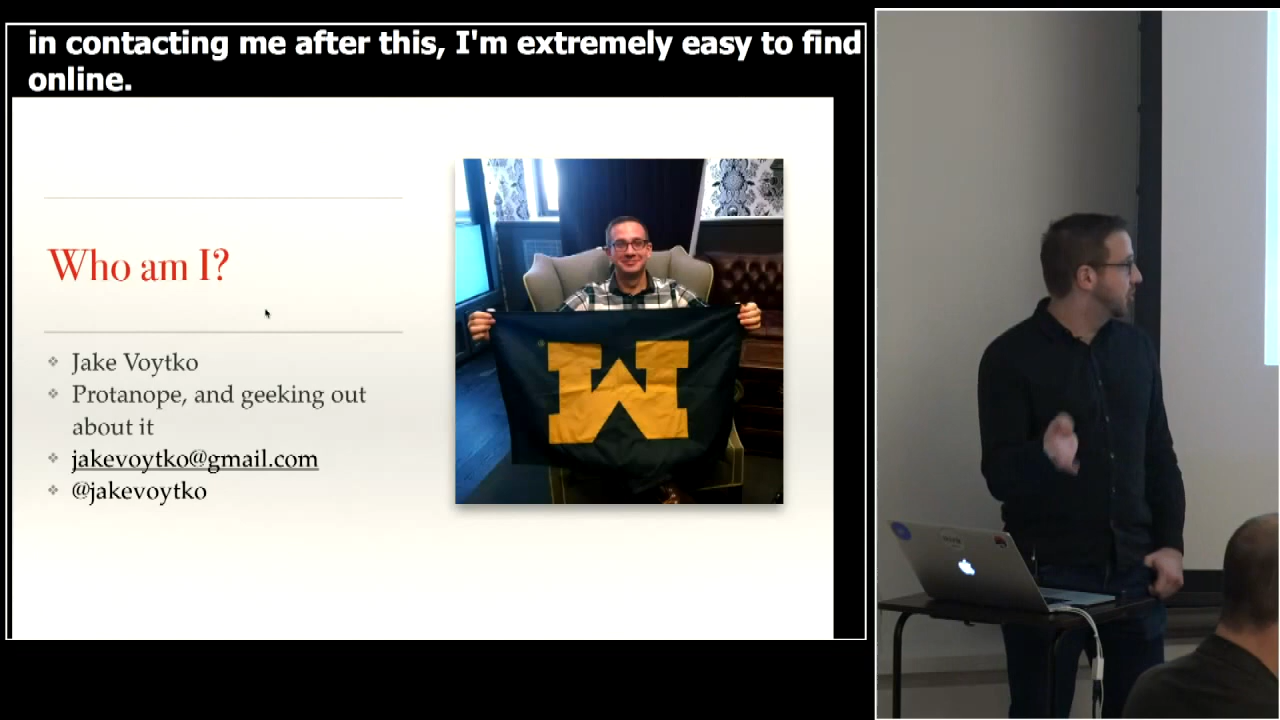 in contacting me after this, I'm extremely easy to find
online.
Who am I?
Jake Voytko
Protanope, and geeking out
about it
jakevoytko@gmail.com
@jakevoytko
M